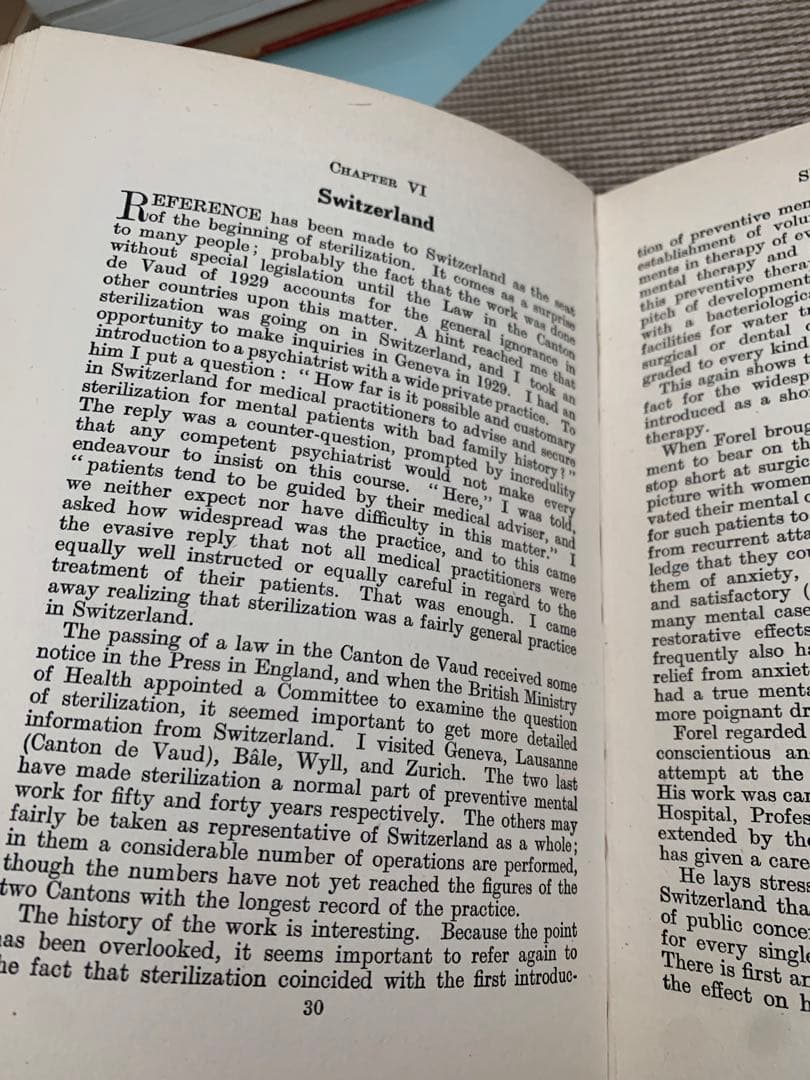 CHAPTER VI
Switzerland
REFERENCE has been made to Switzerland as the seat
of the beginning of sterilization. It comes as a surprise
to many people; probably the fact that the work was done
without special legislation until the Law in the Canton
de Vaud of 1929 accounts for the general ignorance in
other countries upon this matter. A hint reached me that
sterilization was going on in Switzerland, and I took an
opportunity to make inquiries in Geneva in 1929. I had an
introduction to a psychiatrist with a wide private practice. To
him I put a question: "How far is it possible and customary
in Switzerland for medical practitioners to advise and secure
sterilization for mental patients with bad family history?"
The reply was a counter-question, prompted by incredulity
that any competent psychiatrist would not make every
endeavour to insist on this course. "Here," I was told,
"patients tend to be guided by their medical adviser, and
we neither expect nor have difficulty in this matter." I
asked how widespread was the practice, and to this came
the evasive reply that not all medical practitioners were
equally well instructed or equally careful in regard to the
treatment of their patients. That was enough. I came
away realizing that sterilization was a fairly general practice
in Switzerland.
The passing of a law in the Canton de Vaud received some
notice in the Press in England, and when the British Ministry
of Health appointed a Committee to examine the question
of sterilization, it seemed important to get more detailed
information from Switzerland. I visited Geneva, Lausanne
(Canton de Vaud), Bâle, Wyll, and Zurich. The two last
have made sterilization a normal part of preventive mental
work for fifty and forty years respectively. The others may
fairly be taken as representative of Switzerland as a whole;
in them a considerable number of operations are performed,
though the numbers have not yet reached the figures of the
two Cantons with the longest record of the practice.
The history of the work is interesting. Because the point
has been overlooked, it seems important to refer again to
the fact that sterilization coincided with the first introduc-
30
S
tion of preventive men
establishment of volu
ments in therapy of ev
mental therapy and
this preventive thera
pitch of development
with a bacteriologic
facilities for water tr
surgical or dental
graded to every kind
This again shows t
fact for the widesp
introduced as a sho
therapy.
When Forel broug
ment to bear on th
stop short at surgic
picture with women
vated their mental c
for such patients to
from recurrent atta
ledge that they cou
them of anxiety,
and satisfactory (
many mental case
restorative effects
frequently also ha
relief from anxiet
had a true menta
more poignant dr
Forel regarded
conscientious an
attempt at the
His work was car
Hospital, Profes
extended by the
has given a care
He lays stress
Switzerland tha
of public conce
for every single
There is first an
the effect on h